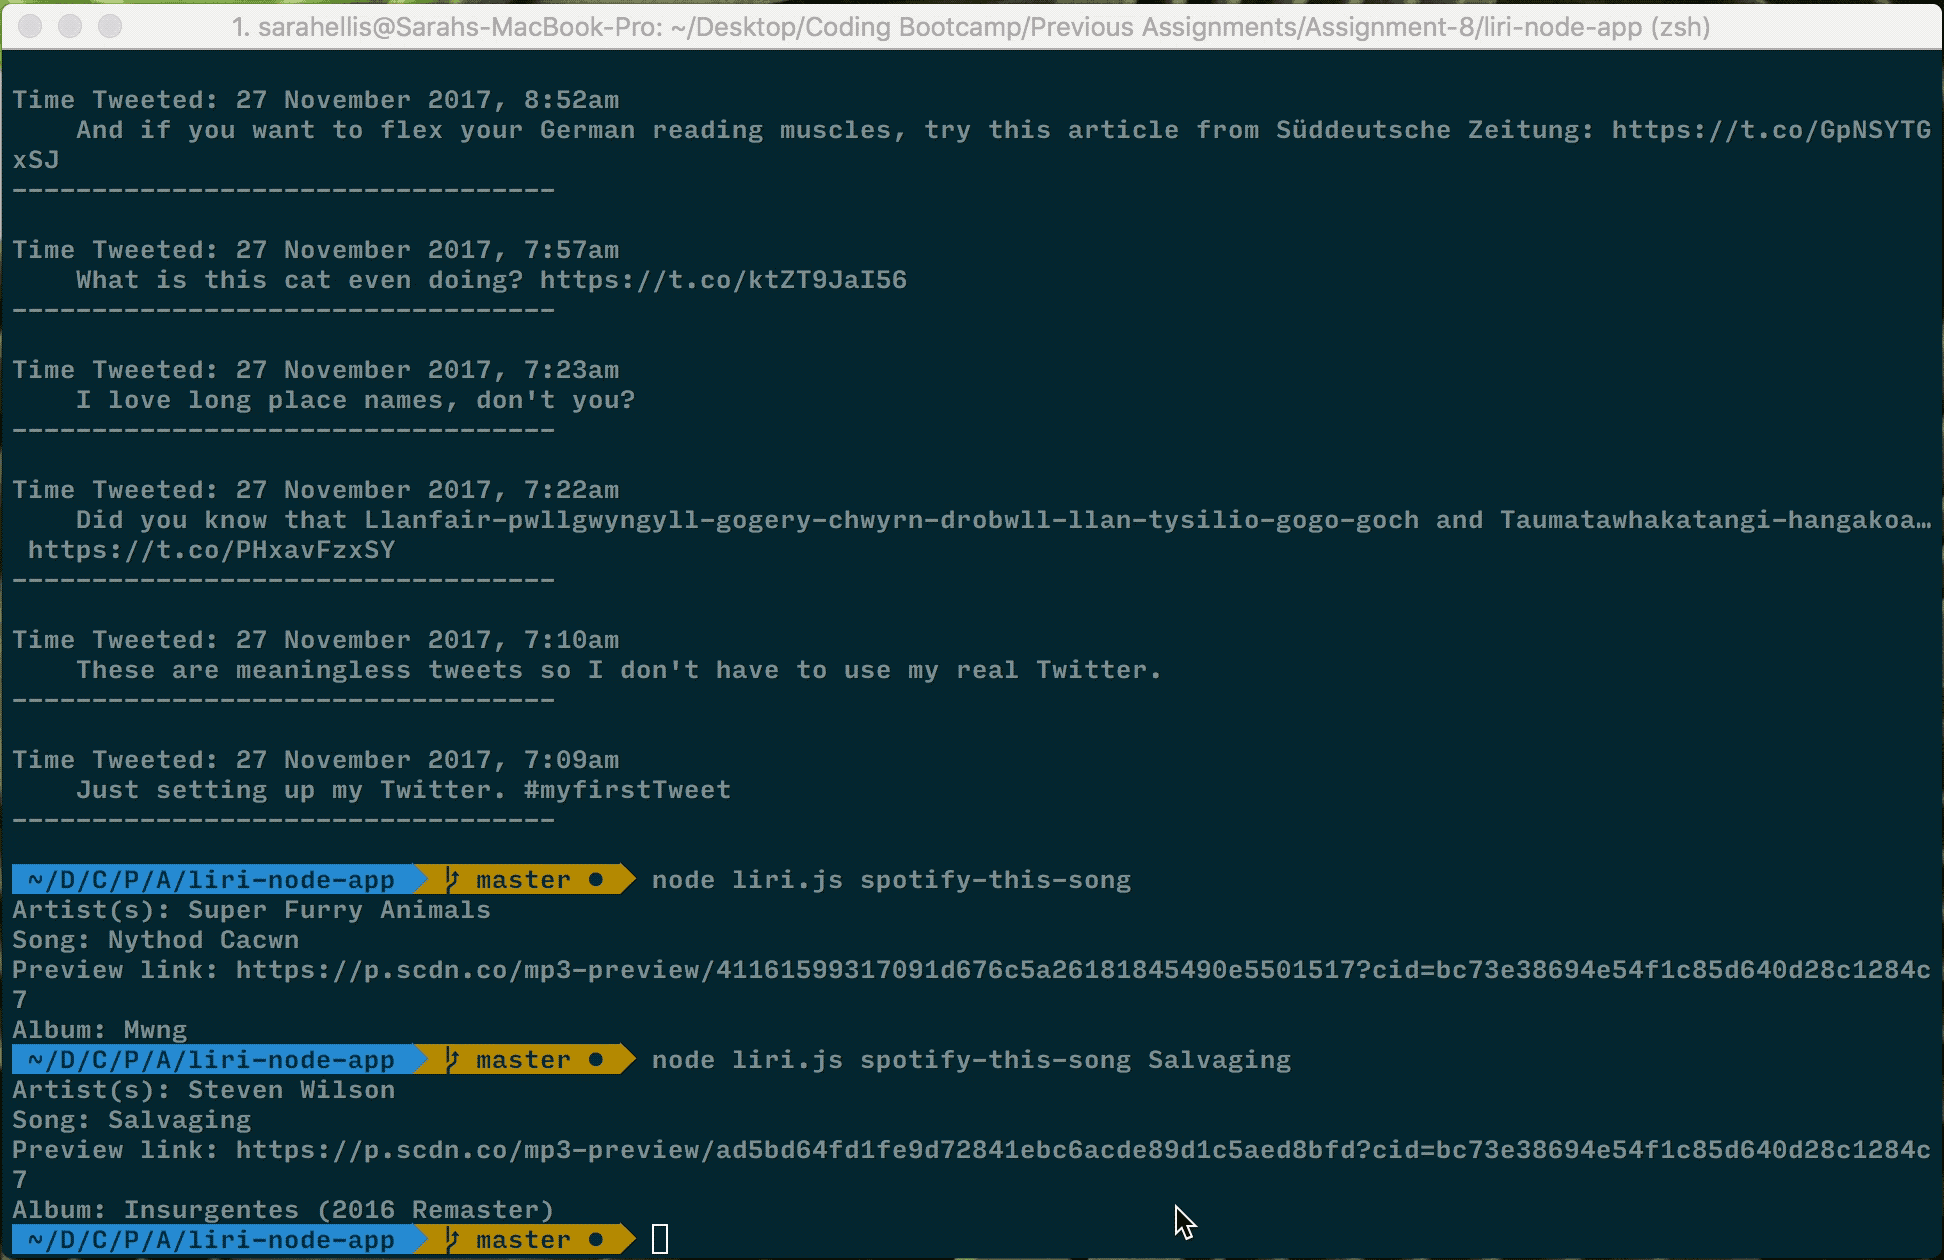 1. sarahellis@Sarahs-MacBook-Pro: ~/Desktop/Coding Bootcamp/Previous Assignments/Assignment-8/liri-node-app (zsh)
Time Tweeted: 27 November 2017, 8:52am
And if you want to flex your German reading muscles, try this article from Süddeutsche Zeitung: https://t.co/GpNSYTG
xSJ
----------------------------------
Time Tweeted: 27 November 2017, 7:57am
What is this cat even doing? https://t.co/ktZT9JaI56
----------------------------------
Time Tweeted: 27 November 2017, 7:23am
I love long place names, don't you?
----------------------------------
Time Tweeted: 27 November 2017, 7:22am
Did you know that Llanfair-pwllgwyngyll-gogery-chwyrn-drobwll-llan-tysilio-gogo-goch and Taumatawhakatangi-hangakoa…
https://t.co/PHxavFzxSY
----------------------------------
Time Tweeted: 27 November 2017, 7:10am
These are meaningless tweets so I don't have to use my real Twitter.
----------------------------------
Time Tweeted: 27 November 2017, 7:09am
Just setting up my Twitter. #myfirstTweet
----------------------------------
~/D/C/P/A/liri-node-app master ● node liri.js spotify-this-song
Artist(s): Super Furry Animals
Song: Nythod Cacwn
Preview link: https://p.scdn.co/mp3-preview/41161599317091d676c5a26181845490e5501517?cid=bc73e38694e54f1c85d640d28c1284c
7
Album: Mwng
~/D/C/P/A/liri-node-app master ● node liri.js spotify-this-song Salvaging
Artist(s): Steven Wilson
Song: Salvaging
Preview link: https://p.scdn.co/mp3-preview/ad5bd64fd1fe9d72841ebc6acde89d1c5aed8bfd?cid=bc73e38694e54f1c85d640d28c1284c
7
Album: Insurgentes (2016 Remaster)
~/D/C/P/A/liri-node-app master ●